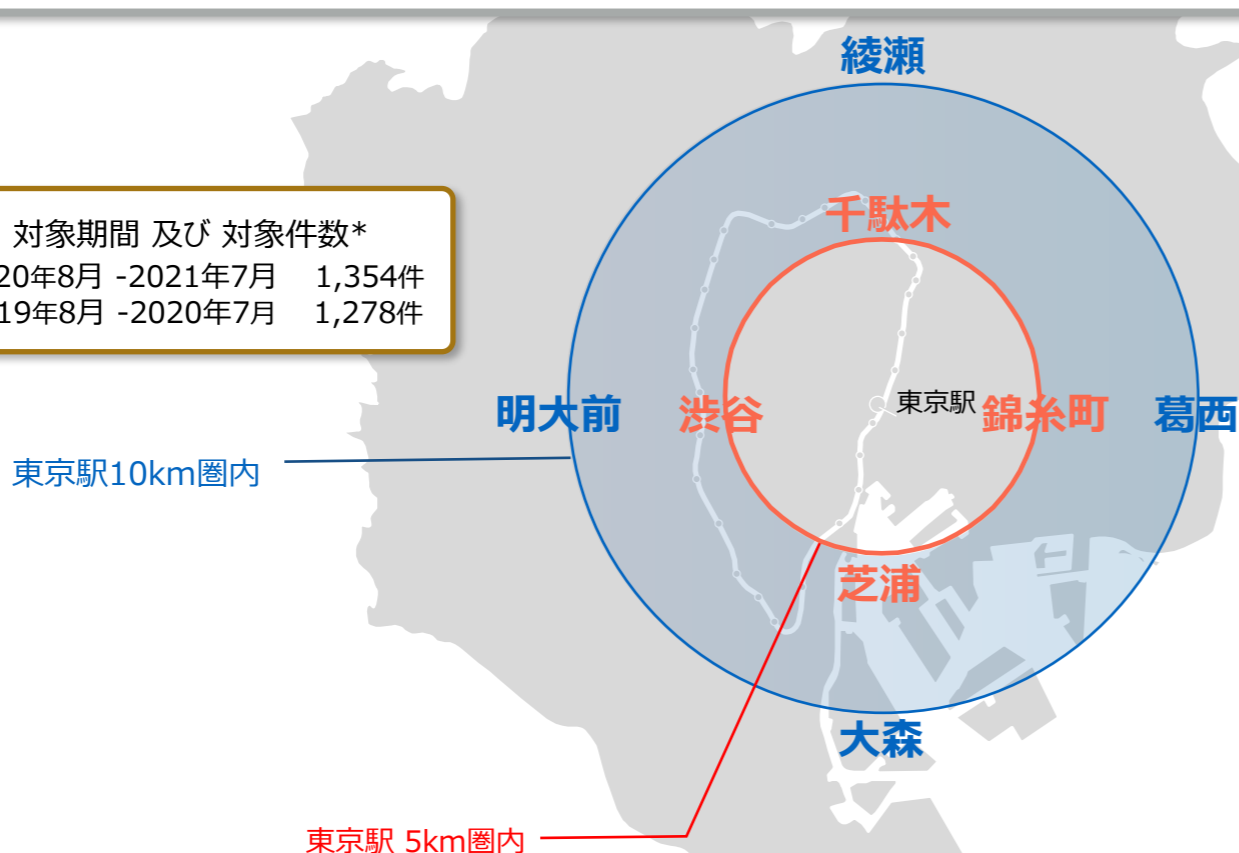 綾瀬
対象期間 及び 対象件数*
20年8月 -2021年7月 1,354件
19年8月 -2020年7月 1,278件
千駄木
東京駅
明大前
渋谷
錦糸町
葛西
東京駅10km圏内
芝浦
大森
東京駅 5km圏内